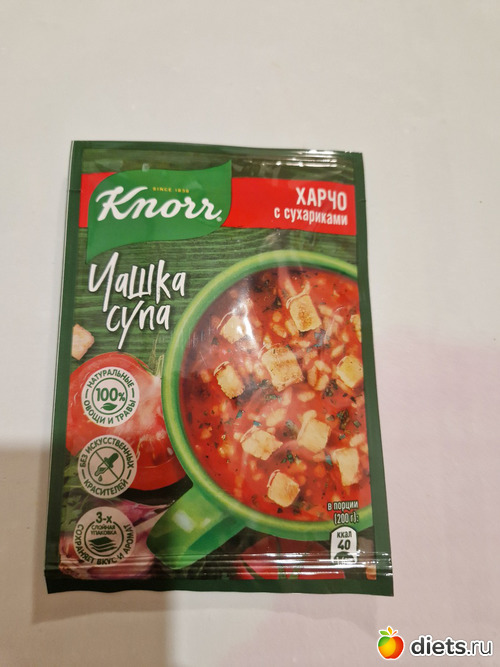 SINCE 1838
Knorr
ХАРЧО
с сухариками
Чашка
супа
НАТУРАЛЬНЫЕ
100%
ОВОЩИ И ТРАВЫ
БЕЗ ИСКУССТВЕННЫХ
КРАСИТЕЛЕЙ
3-х
СЛОЙНАЯ
УПАКОВКА
СОХРАНЯЕТ ВКУС И АРОМАТ
в порции
(200 г):
ккал
40
diets.ru